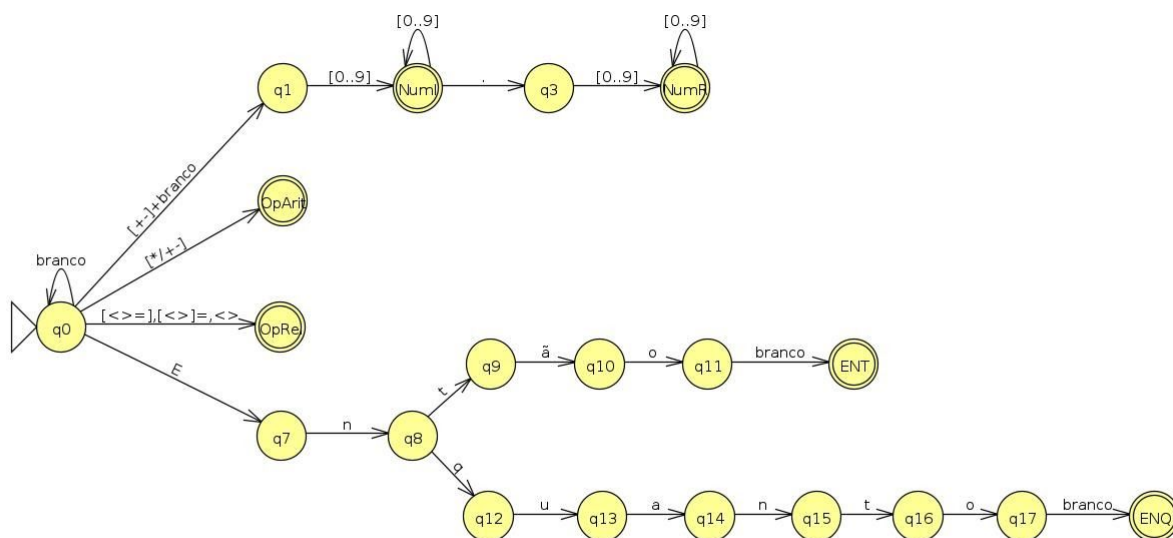 [0..9]
[0..9]
q1
[0..9]
NumI
.
q3
[0..9]
NumR
[+-]+branco
OpArit
[*/+-]
branco
q0
[<>=],[<>]=,<>
OpRel
E
q7
n
q8
t
q9
ã
q10
o
q11
branco
ENT
q
q12
u
q13
a
q14
n
q15
t
q16
o
q17
branco
ENQ